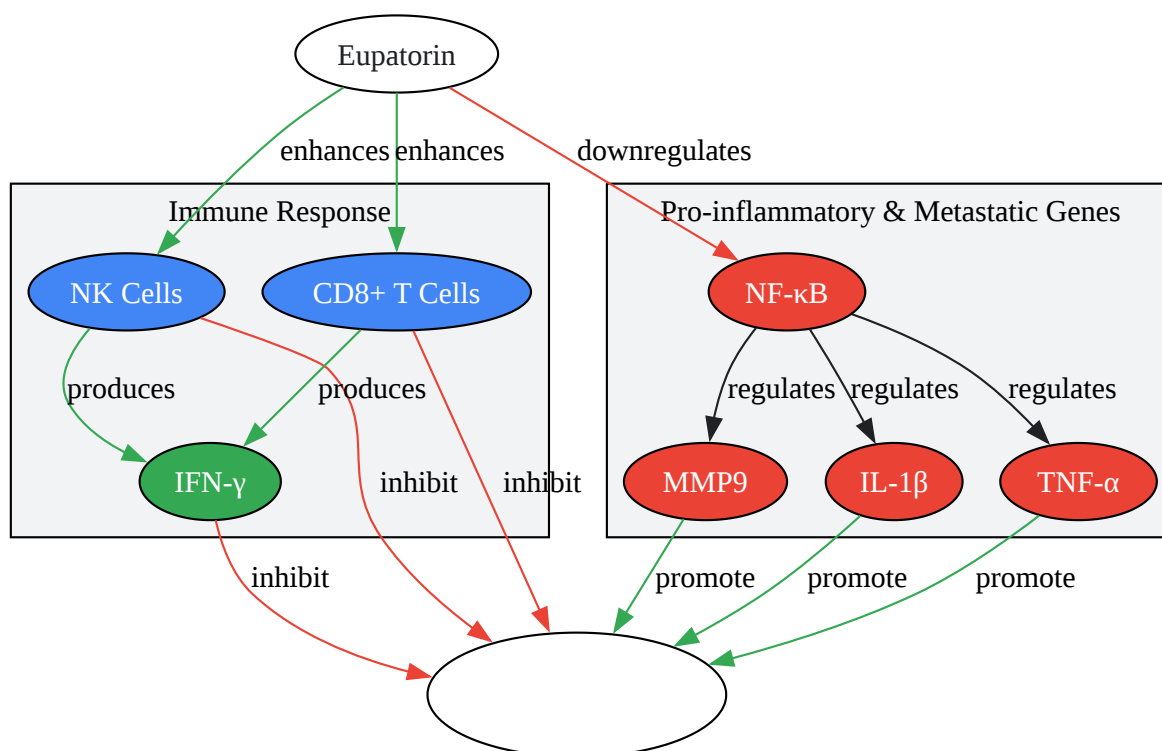 Eupatorin
enhances
enhances
downregulates
Immune Response
Pro-inflammatory & Metastatic Genes
NK Cells
CD8+ T Cells
NF-κB
produces
produces
regulates
regulates
regulates
IFN-γ
inhibit
inhibit
MMP9
IL-1β
TNF-α
inhibit
promote
promote
promote